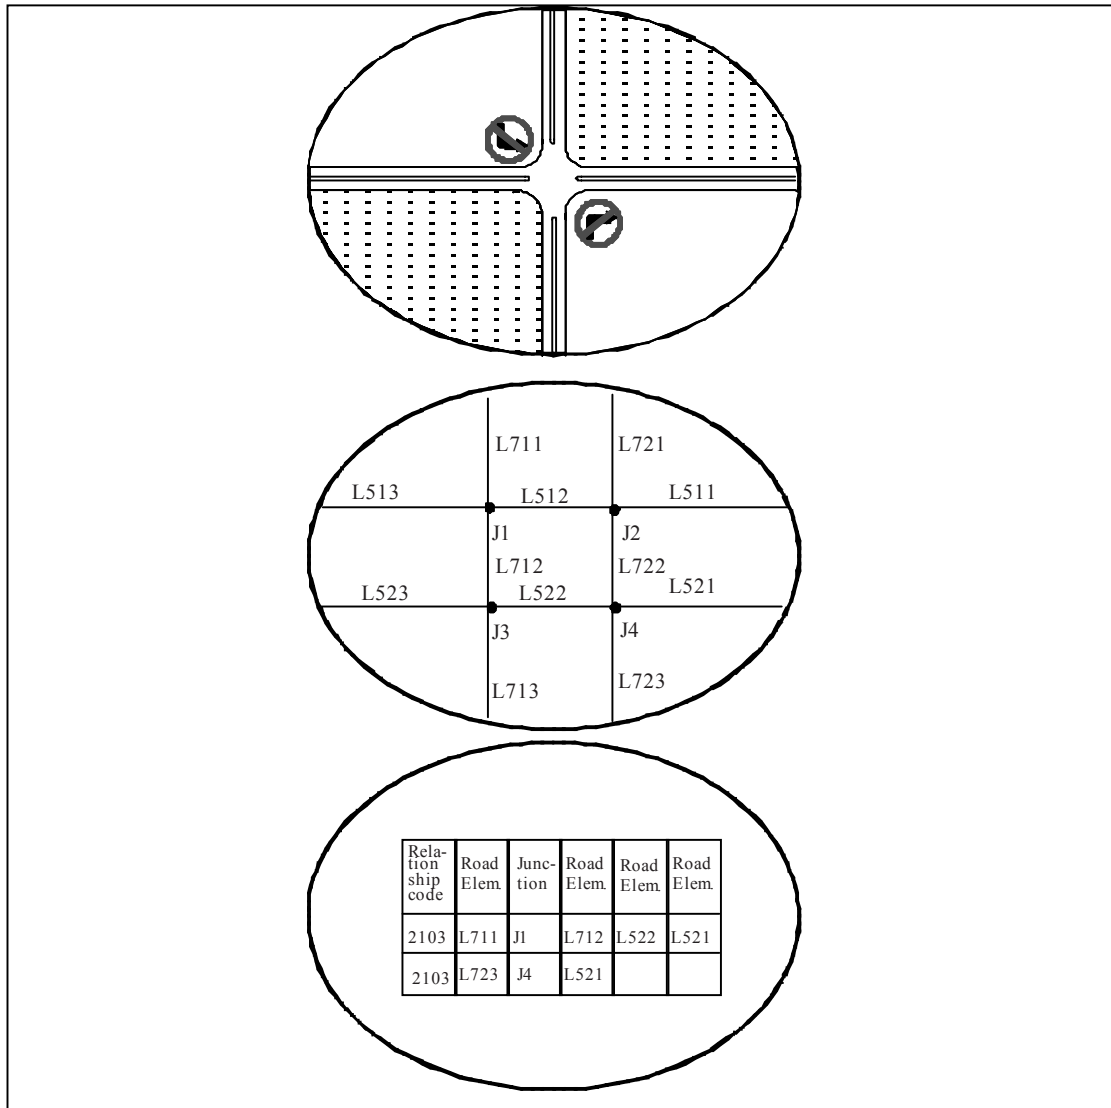 L711 L721
L513 L512 L511
J1 J2
L712 L722
L523 L522 L521
J3 J4
L713 L723
Rela-
tion
ship
code
Road
Elem.
Junc-
tion
Road
Elem.
Road
Elem.
Road
Elem.
2103 L711 J1 L712 L522 L521
2103 L723 J4 L521